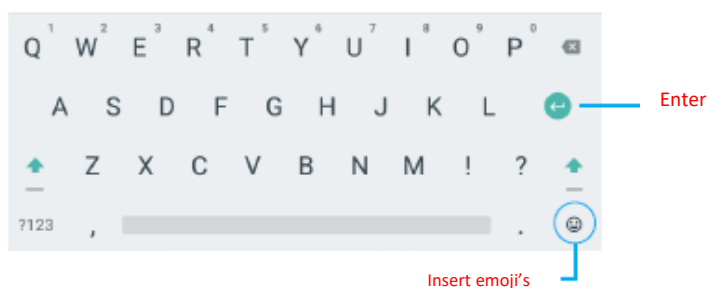 Q 1 W 2 E 3 R 4 T 5 Y 6 U 7 I 8 O 9 P 0
A S D F G H J K L Enter
Z X C V B N M ! ?
?123 , .
Insert emoji's